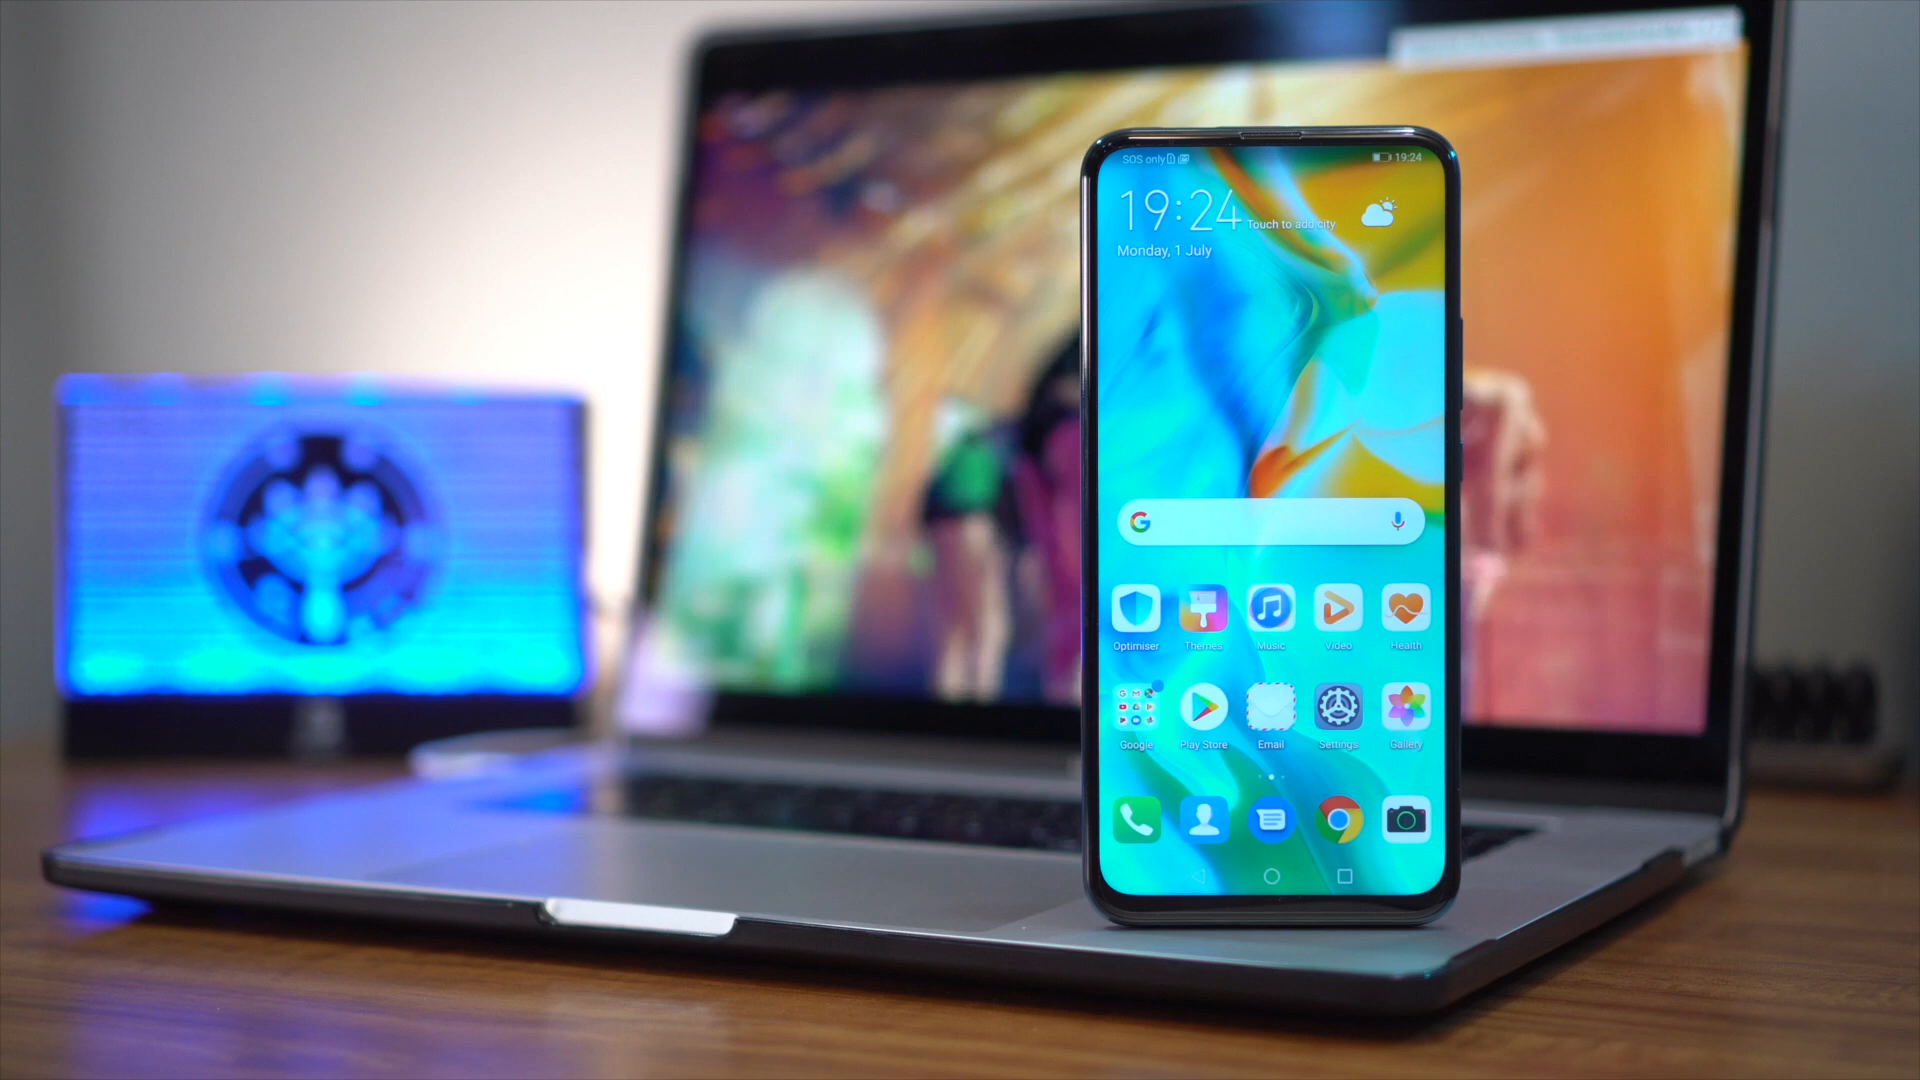 SOS only
19:24
19:24
Touch to add city
Monday, 1 July
Optimiser
Themes
Music
Video
Health
Google
Play Store
Email
Settings
Gallery